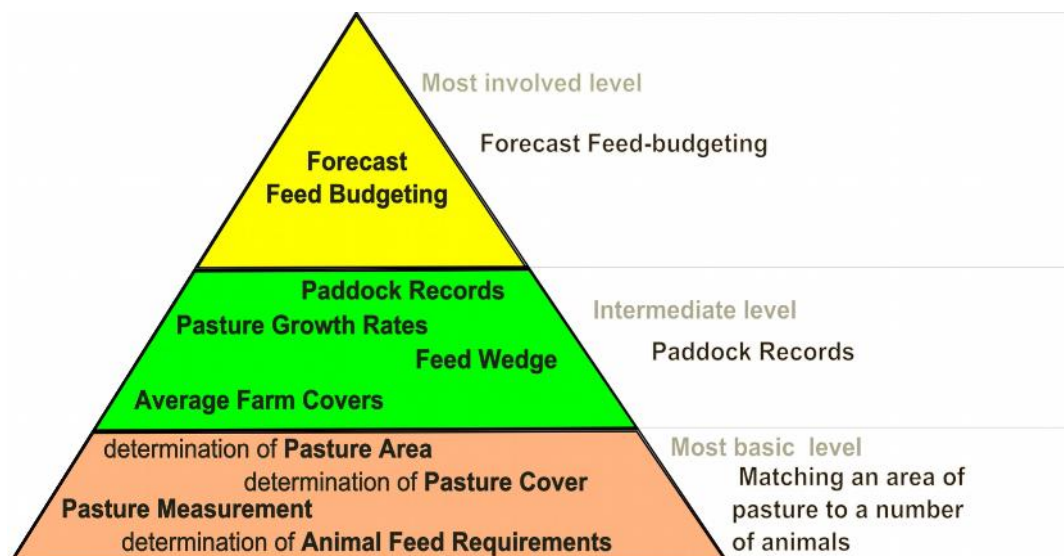 Most involved level
Forecast Feed-budgeting
Forecast
Feed Budgeting
Paddock Records
Pasture Growth Rates
Feed Wedge
Average Farm Covers
Intermediate level
Paddock Records
determination of Pasture Area
determination of Pasture Cover
Pasture Measurement
determination of Animal Feed Requirements
Most basic level
Matching an area of
pasture to a number
of animals